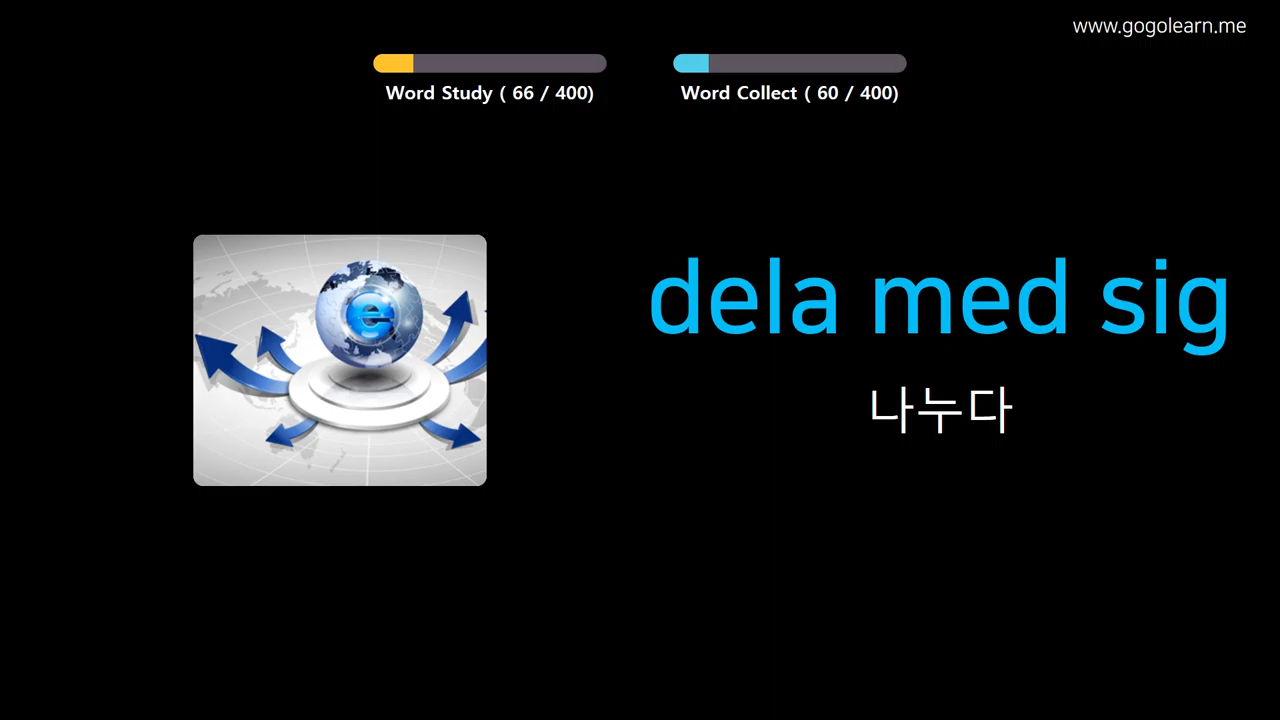 www.gogolearn.me
Word Study ( 66 / 400)
Word Collect ( 60 / 400)
e
dela med sig
나누다